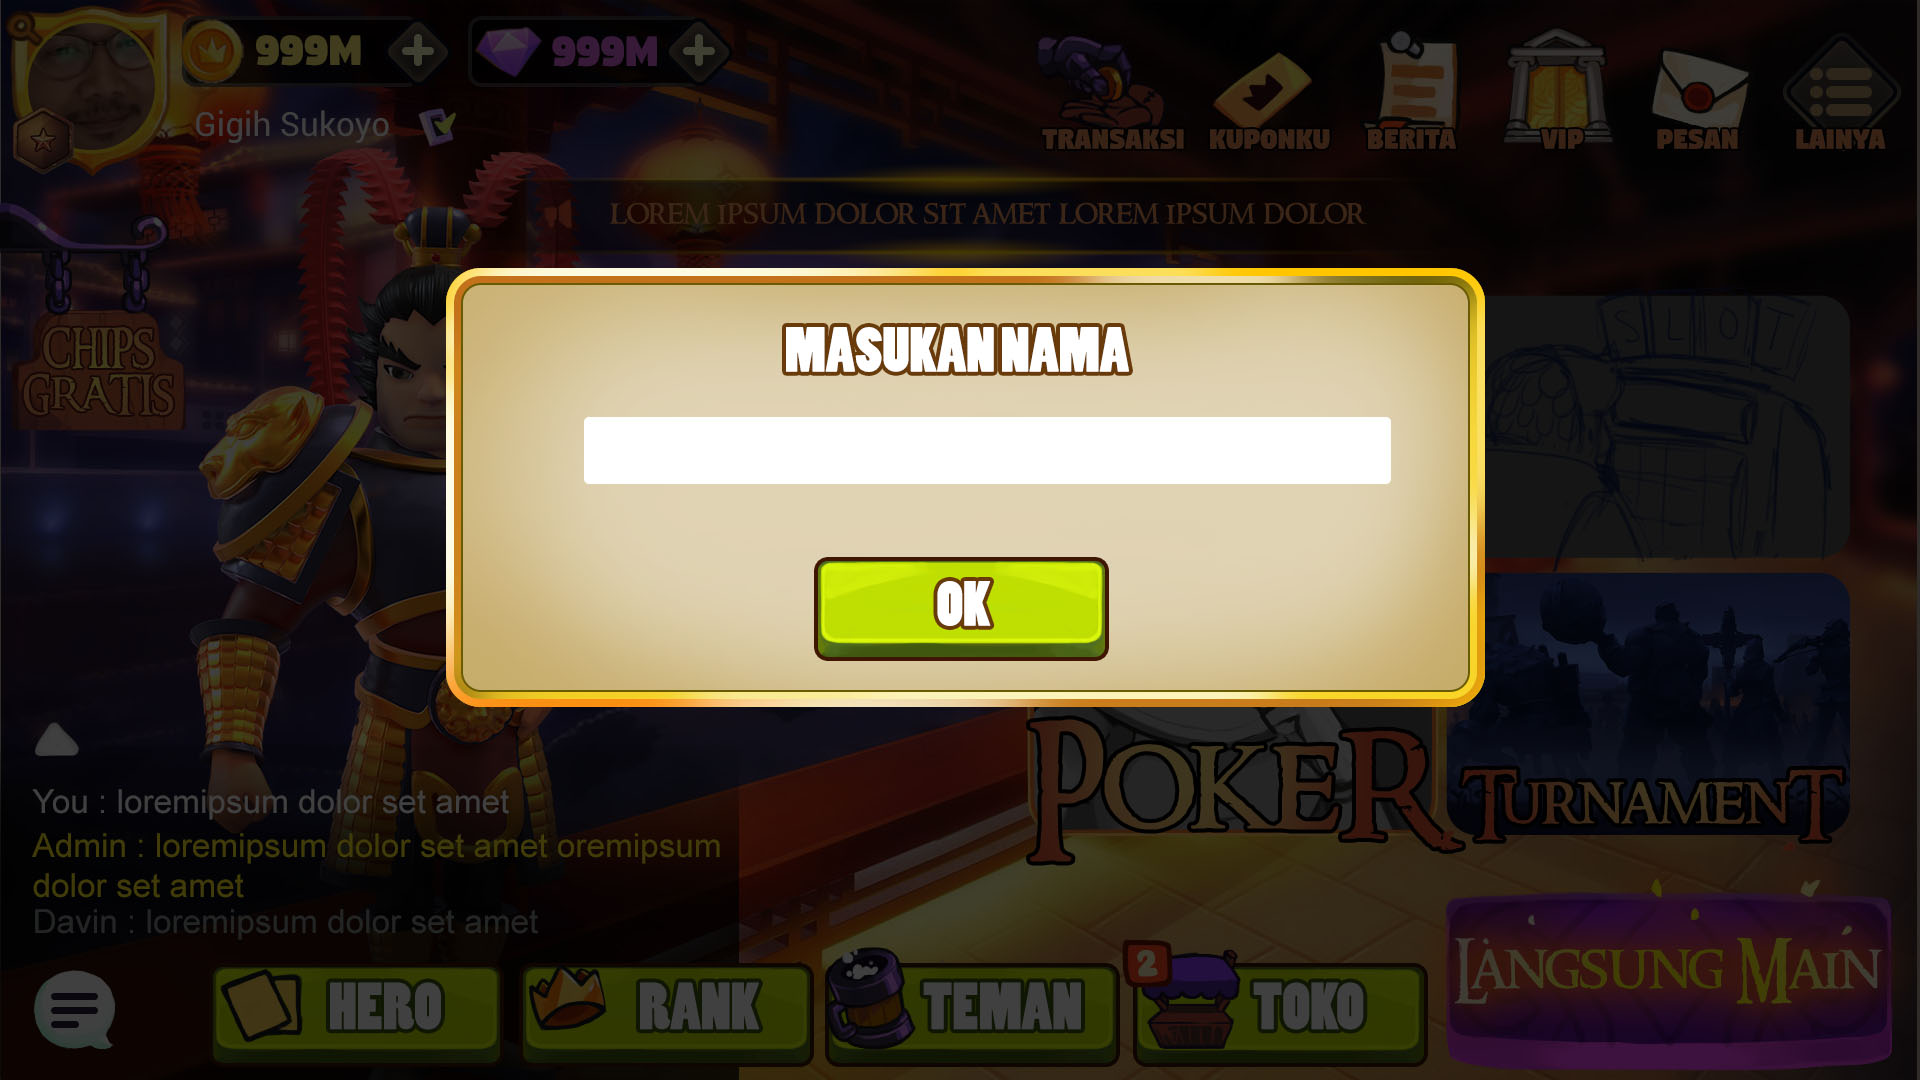 999M
999M
Gigih Sukoyo
TRANSAKSI
KUPONKU
BERITA
VIP
PESAN
LAINYA
LOREM IPSUM DOLOR SIT AMET LOREM IPSUM DOLOR
CHIPS
GRATIS
SLOT
MASUKAN NAMA
OK
POKER
TURNAMENT
You : loremipsum dolor set amet
Admin : loremipsum dolor set amet oremipsum
dolor set amet
Davin : loremipsum dolor set amet
HERO
RANK
TEMAN
2
TOKO
LANGSUNG MAIN